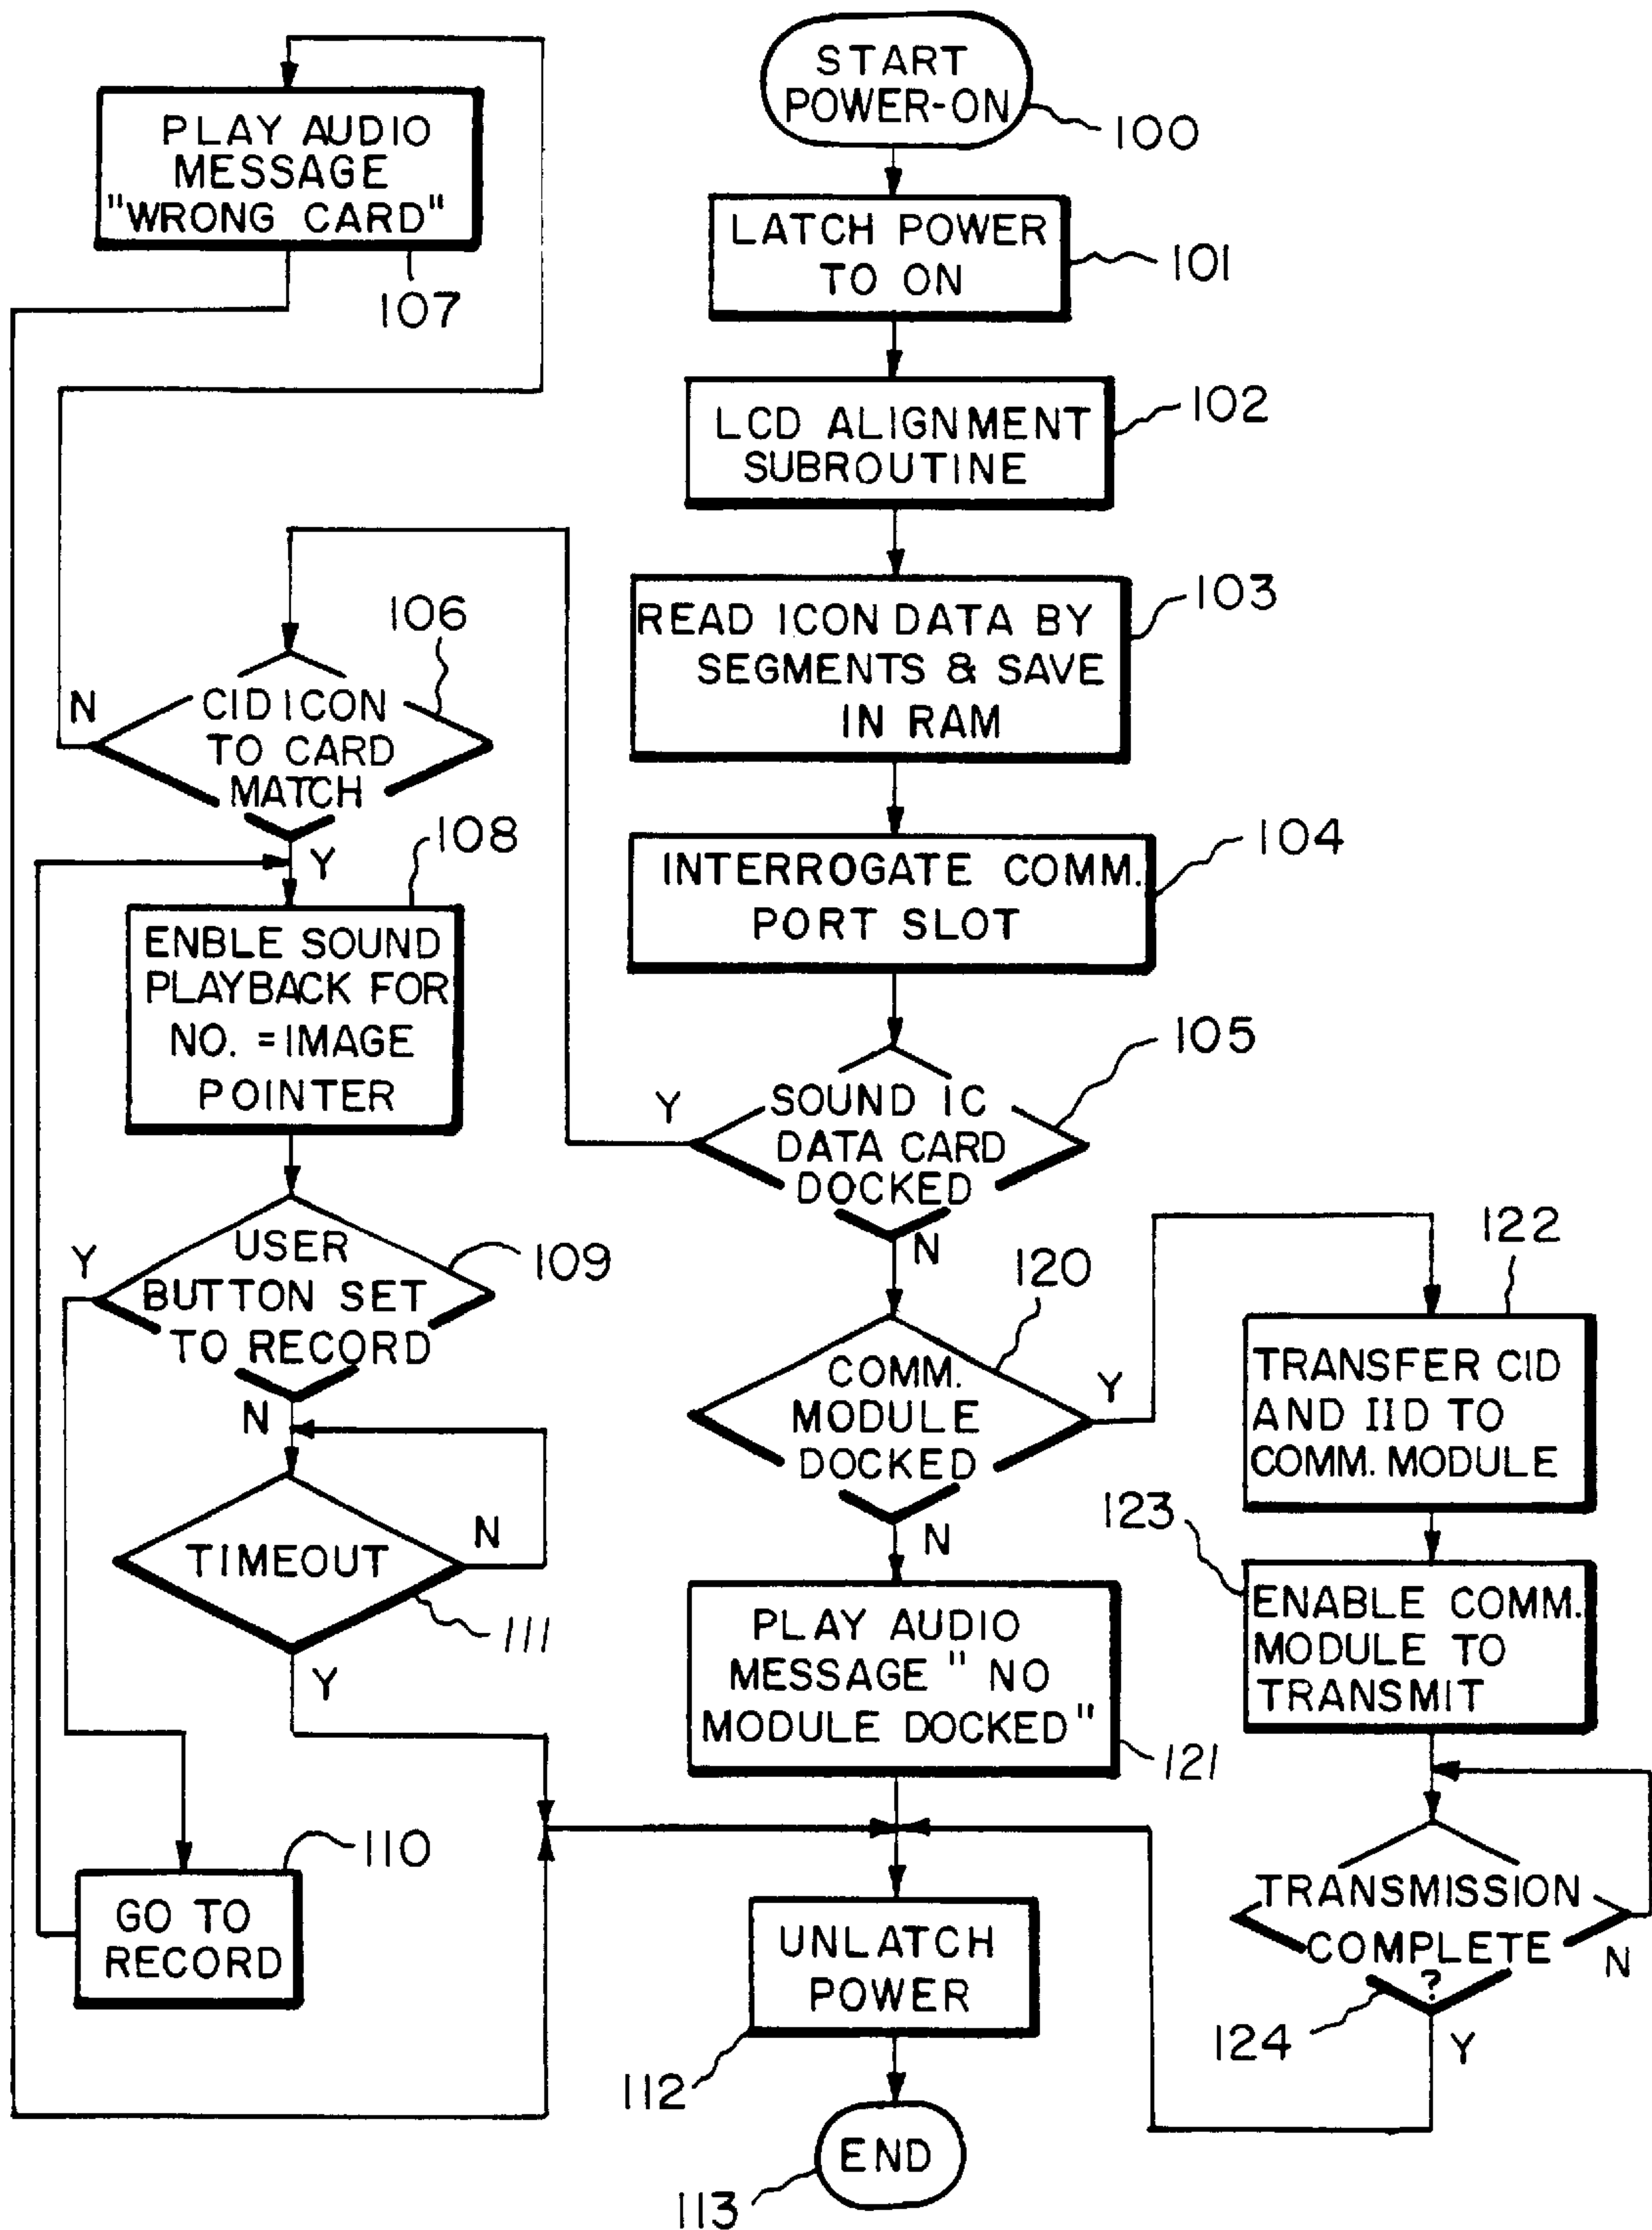 START
POWER-ON
100
LATCH POWER
TO ON
101
LCD ALIGNMENT
SUBROUTINE
102
READ ICON DATA BY
SEGMENTS & SAVE
IN RAM
103
INTERROGATE COMM.
PORT SLOT
104
SOUND IC
DATA CARD
DOCKED
105
Y
N
CID ICON
TO CARD
MATCH
106
N
Y
PLAY AUDIO
MESSAGE
"WRONG CARD"
107
ENBLE SOUND
PLAYBACK FOR
NO. = IMAGE
POINTER
108
USER
BUTTON SET
TO RECORD
109
Y
N
GO TO
RECORD
110
TIMEOUT
111
N
Y
COMM.
MODULE
DOCKED
120
Y
N
PLAY AUDIO
MESSAGE " NO
MODULE DOCKED"
121
TRANSFER CID
AND IID TO
COMM. MODULE
122
ENABLE COMM.
MODULE TO
TRANSMIT
123
TRANSMISSION
COMPLETE
?
124
N
Y
UNLATCH
POWER
112
END
113